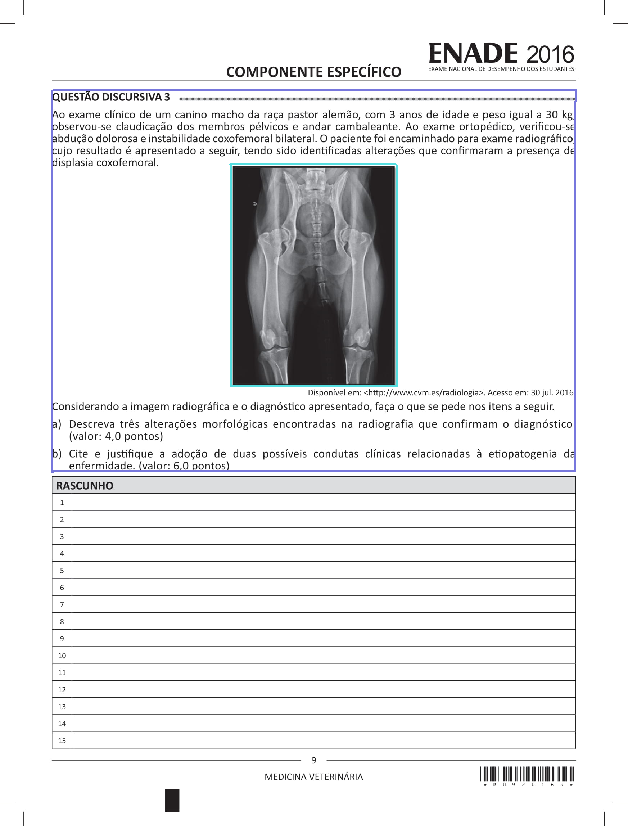 ENADE 2016
EXAME NACIONAL DE DESEMPENHO DOS ESTUDANTES
COMPONENTE ESPECÍFICO
QUESTÃO DISCURSIVA 3
Ao exame clínico de um canino macho da raça pastor alemão, com 3 anos de idade e peso igual a 30 kg,
observou-se claudicação dos membros pélvicos e andar cambaleante. Ao exame ortopédico, verificou-se
abdução dolorosa e instabilidade coxofemoral bilateral. O paciente foi encaminhado para exame radiográfico,
cujo resultado é apresentado a seguir, tendo sido identificadas alterações que confirmaram a presença de
displasia coxofemoral.
Disponível em: <http://www.cvm.es/radiologia>. Acesso em: 30 jul. 2016.
Considerando a imagem radiográfica e o diagnóstico apresentado, faça o que se pede nos itens a seguir.
a) Descreva três alterações morfológicas encontradas na radiografia que confirmam o diagnóstico.
(valor: 4,0 pontos)
b) Cite e justifique a adoção de duas possíveis condutas clínicas relacionadas à etiopatogenia da
enfermidade. (valor: 6,0 pontos)
RASCUNHO
1
2
3
4
5
6
7
8
9
10
11
12
13
14
15
9
MEDICINA VETERINÁRIA